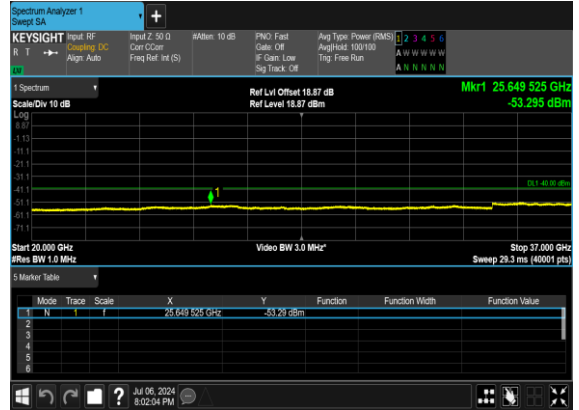 Spectrum Analyzer 1
Swept SA
KEYSIGHT Input: RF Input Z: 50 Ω #Atten: 10 dB PNO: Fast Avg Type: Power (RMS) 1 2 3 4 5 6
R T Coupling: DC Corr CCorr Gate: Off Avg|Hold: 100/100 A W W W W W
Align: Auto Freq Ref: Int (S) IF Gain: Low Trig: Free Run
LW Sig Track: Off A N N N N N
1 Spectrum Ref Lvl Offset 18.87 dB Mkr1 25.649 525 GHz
Scale/Div 10 dB Ref Level 18.87 dBm -53.295 dBm
Log
8.87
-1.13
-11.1
-21.1
-31.1
DL1 -40.00 dBm
-41.1
1
-51.1
-61.1
-71.1
Start 20.000 GHz Video BW 3.0 MHz* Stop 37.000 GHz
#Res BW 1.0 MHz Sweep 29.3 ms (40001 pts)
5 Marker Table
Mode Trace Scale X Y Function Function Width Function Value
1 N 1 f 25.649 525 GHz -53.29 dBm
2
3
4
5
6
? Jul 06, 2024
8:02:04 PM